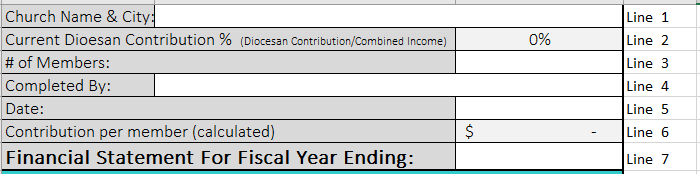 Church Name & City: Line 1
Current Dioesan Contribution % (Diocesan Contribution/Combined Income) 0% Line 2
# of Members: Line 3
Completed By: Line 4
Date: Line 5
Contribution per member (calculated) $ - Line 6
Financial Statement For Fiscal Year Ending: Line 7